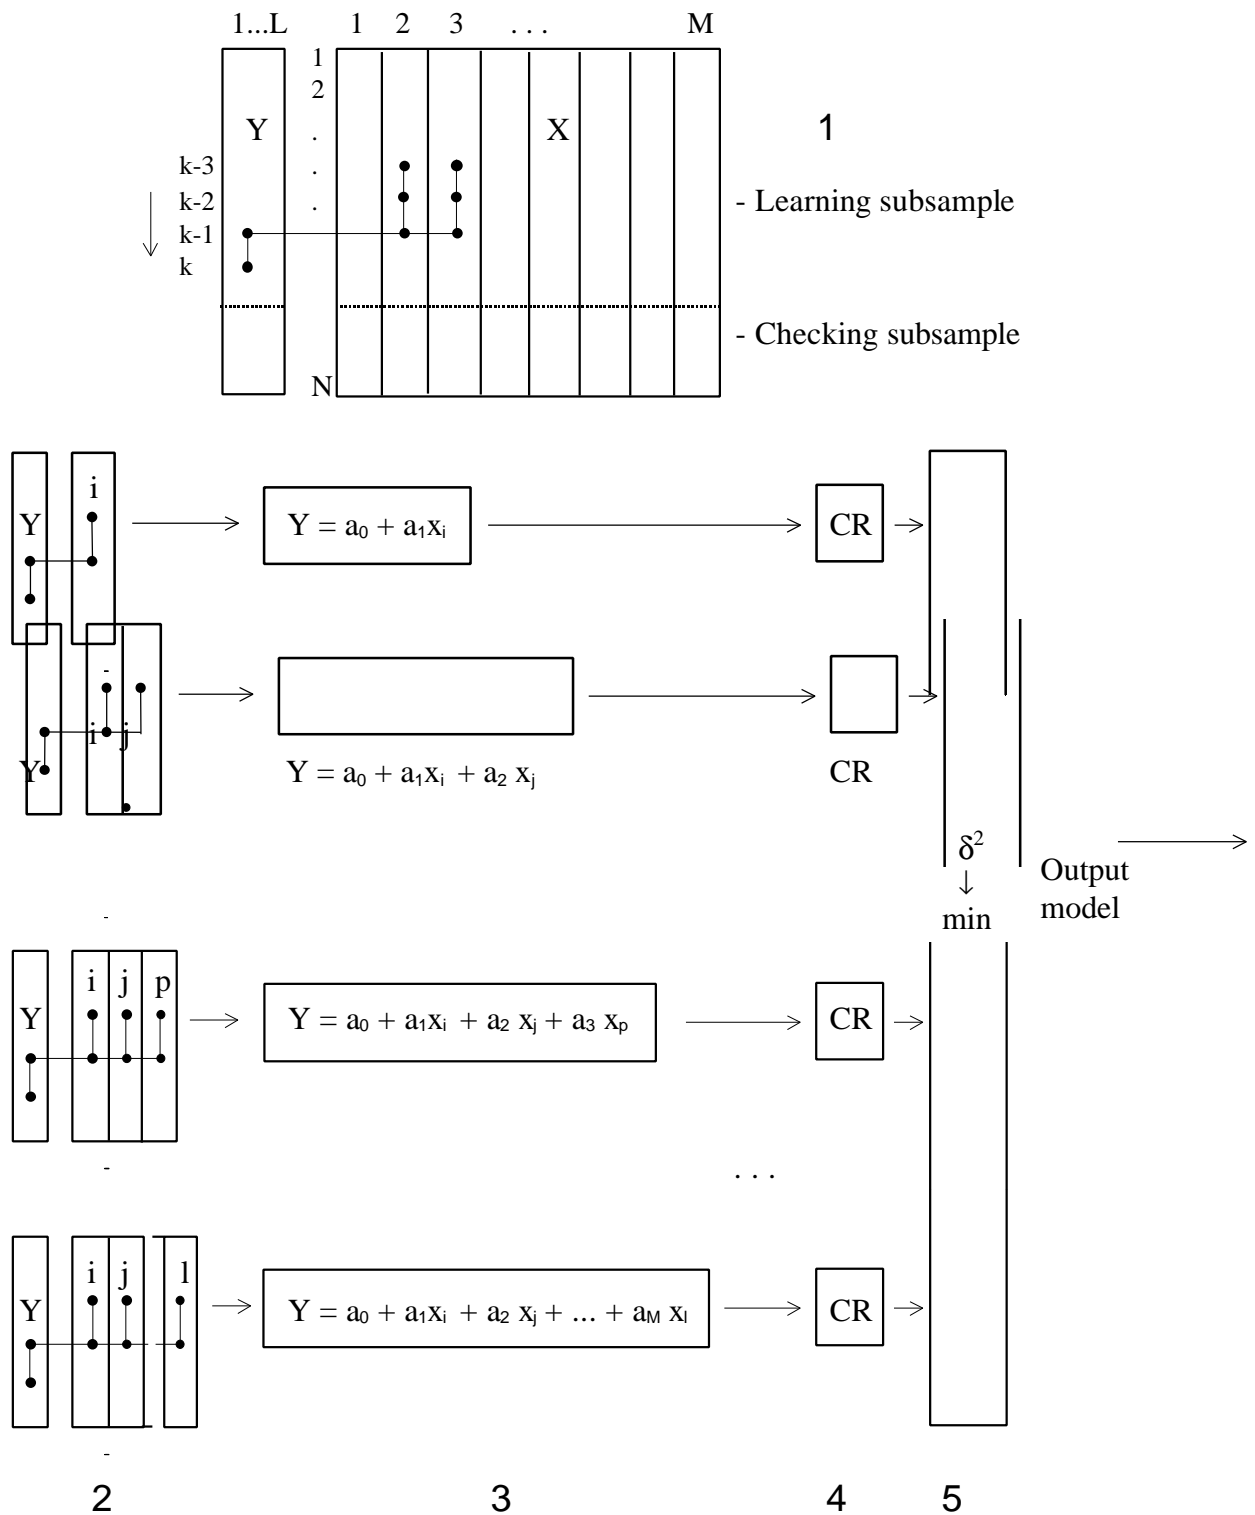 1...L 1 2 3 . . . M
1
2
Y . X 1
k-3 .
k-2 . - Learning subsample
k-1
k
- Checking subsample
N
i
Y Y = a₀ + a₁xᵢ CR
-
i j
Y Y = a₀ + a₁xᵢ + a₂ xⱼ CR
δ²
↓
min
Output
model
-
i j p
Y Y = a₀ + a₁xᵢ + a₂ xⱼ + a₃ xₚ CR
-
. . .
i j l
Y Y = a₀ + a₁xᵢ + a₂ xⱼ + ... + a_M xₗ CR
-
2 3 4 5